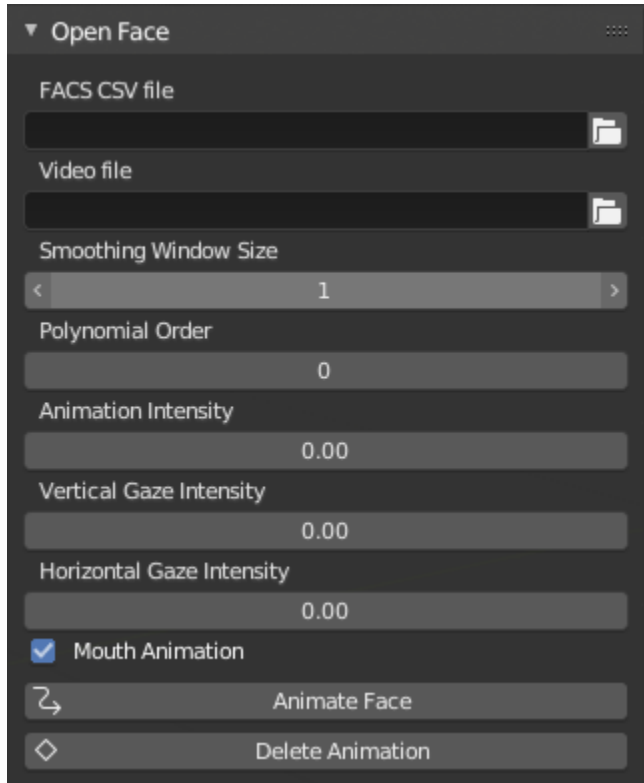 Open Face
FACS CSV file
Video file
Smoothing Window Size
1
Polynomial Order
0
Animation Intensity
0.00
Vertical Gaze Intensity
0.00
Horizontal Gaze Intensity
0.00
Mouth Animation
Animate Face
Delete Animation